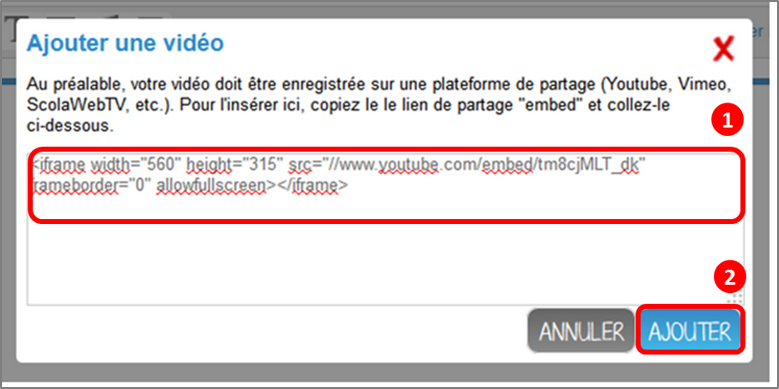 Ajouter une vidéo
X
Au préalable, votre vidéo doit être enregistrée sur une plateforme de partage (Youtube, Vimeo,
ScolaWebTV, etc.). Pour l'insérer ici, copiez le le lien de partage "embed" et collez-le
ci-dessous.
1
<iframe width="560" height="315" src="//www.youtube.com/embed/tm8cjMLT_dk"
frameborder="0" allowfullscreen></iframe>
2
ANNULER AJOUTER